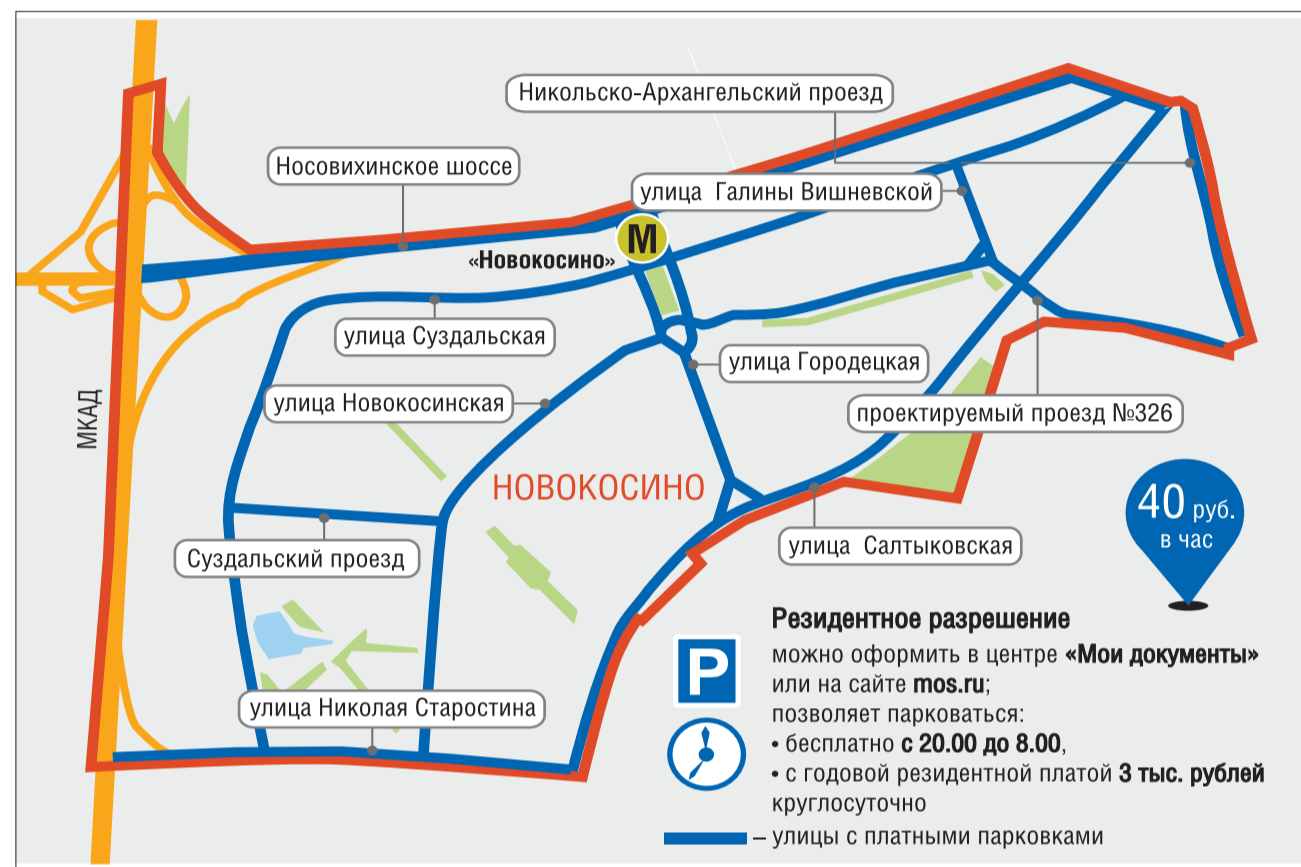 Никольско-Архангельский проезд
Носовихинское шоссе
улица Галины Вишневской
М
«Новокосино»
улица Суздальская
улица Городецкая
МКАД
улица Новокосинская
проектируемый проезд №326
НОВОКОСИНО
40 руб.
в час
Суздальский проезд
улица Салтыковская
Резидентное разрешение
P
можно оформить в центре «Мои документы»
или на сайте mos.ru;
позволяет парковаться:
улица Николая Старостина
• бесплатно с 20.00 до 8.00,
• с годовой резидентной платой 3 тыс. рублей
круглосуточно
– улицы с платными парковками